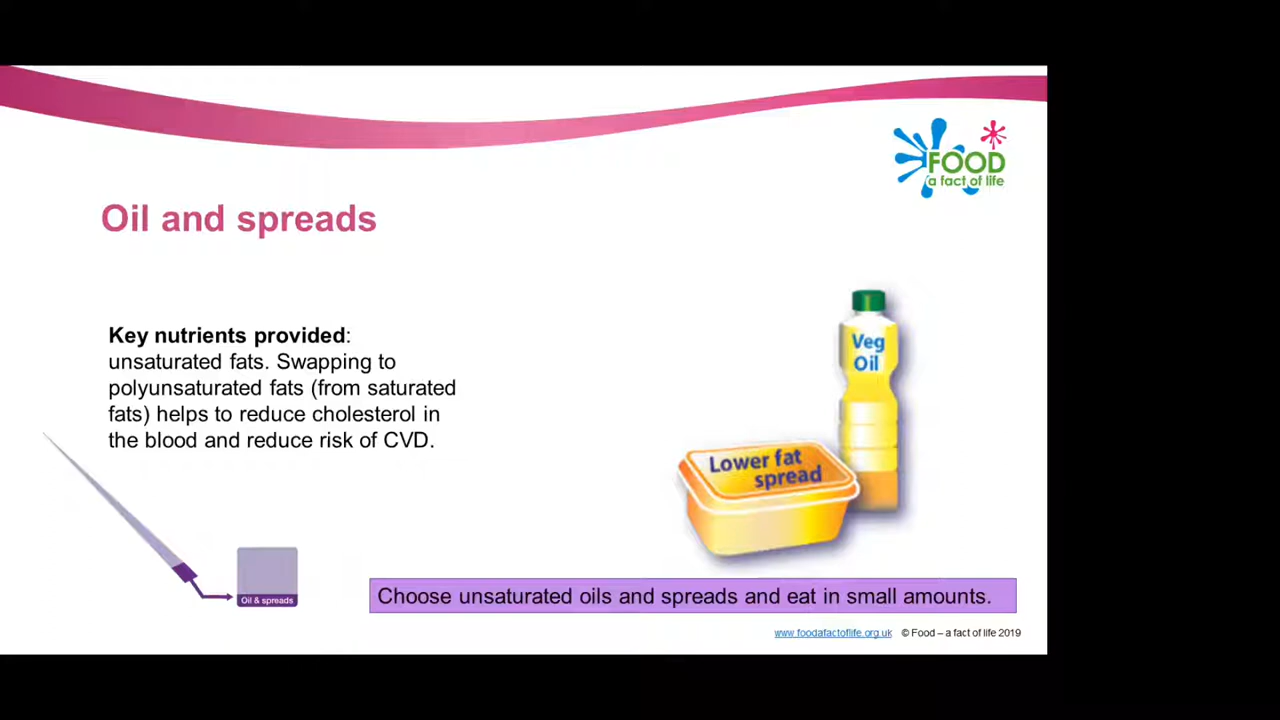 FOOD
a fact of life
Oil and spreads
Key nutrients provided:
unsaturated fats. Swapping to
polyunsaturated fats (from saturated
fats) helps to reduce cholesterol in
the blood and reduce risk of CVD.
Veg
Oil
Lower fat
spread
Oil & spreads
Choose unsaturated oils and spreads and eat in small amounts.
www.foodafactoflife.org.uk © Food – a fact of life 2019